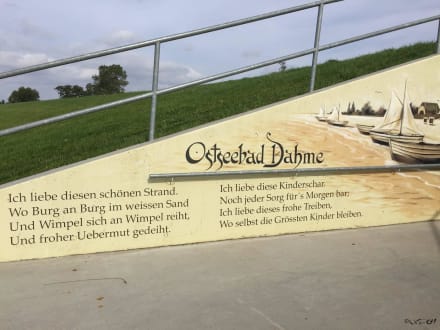 Ostseebad Dahme
Ich liebe diesen schönen Strand.
Wo Burg an Burg im weissen Sand
Und Wimpel sich an Wimpel reiht,
Und froher Uebermut gedeiht.
Ich liebe diese Kinderschar.
Noch jeder Sorg´s Morgen bar;
Ich liebe dieses frohe Treiben,
Wo selbst die Grössten Kinder bleiben.